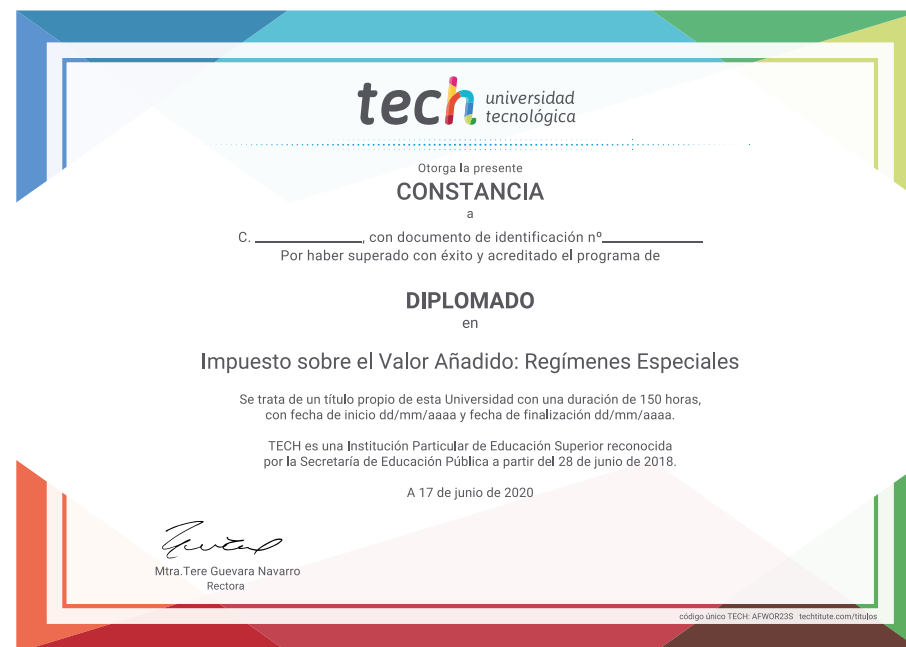 tech universidad
tecnológica
Otorga la presente
CONSTANCIA
a
C. ____________, con documento de identificación nº____________
Por haber superado con éxito y acreditado el programa de
DIPLOMADO
en
Impuesto sobre el Valor Añadido: Regímenes Especiales
Se trata de un título propio de esta Universidad con una duración de 150 horas,
con fecha de inicio dd/mm/aaaa y fecha de finalización dd/mm/aaaa.
TECH es una Institución Particular de Educación Superior reconocida
por la Secretaría de Educación Pública a partir del 28 de junio de 2018.
A 17 de junio de 2020
Mtra.Tere Guevara Navarro
Rectora
código único TECH: AFWOR23S techtitute.com/titulos